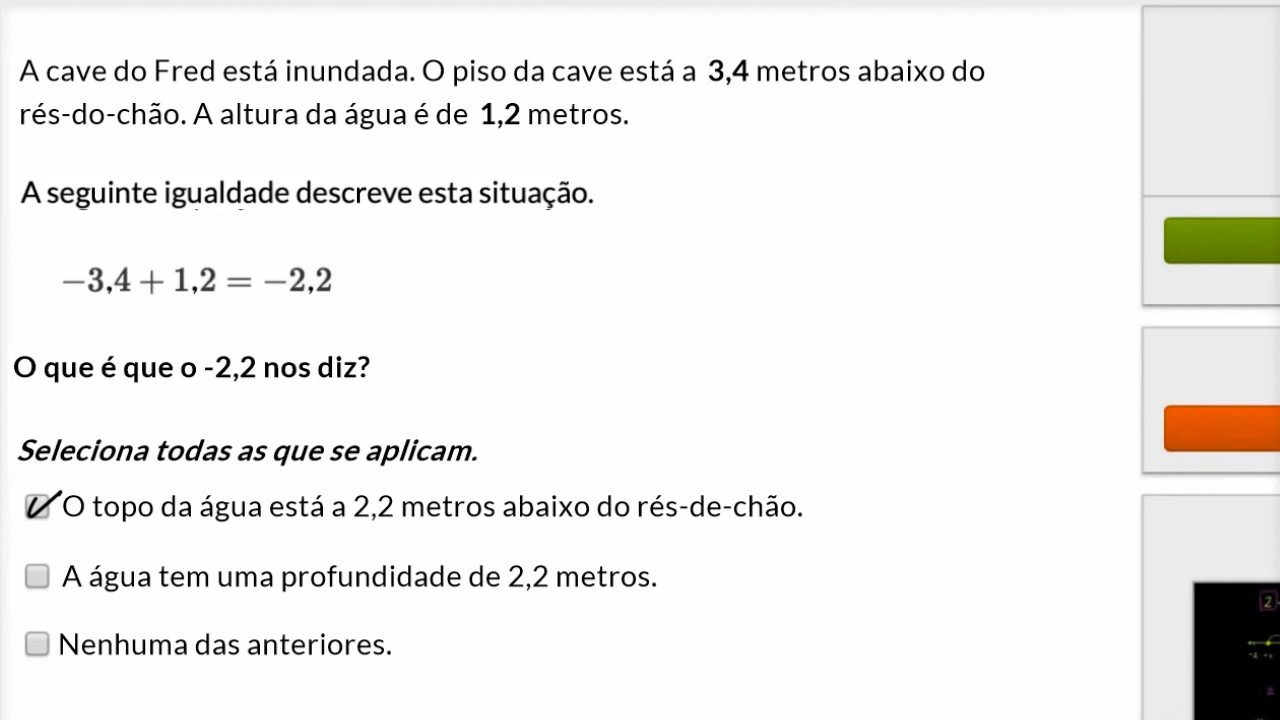 A cave do Fred está inundada. O piso da cave está a 3,4 metros abaixo do
rés-do-chão. A altura da água é de 1,2 metros.
A seguinte igualdade descreve esta situação.
−3,4 + 1,2 = −2,2
O que é que o -2,2 nos diz?
Seleciona todas as que se aplicam.
O topo da água está a 2,2 metros abaixo do rés-de-chão.
A água tem uma profundidade de 2,2 metros.
Nenhuma das anteriores.
2